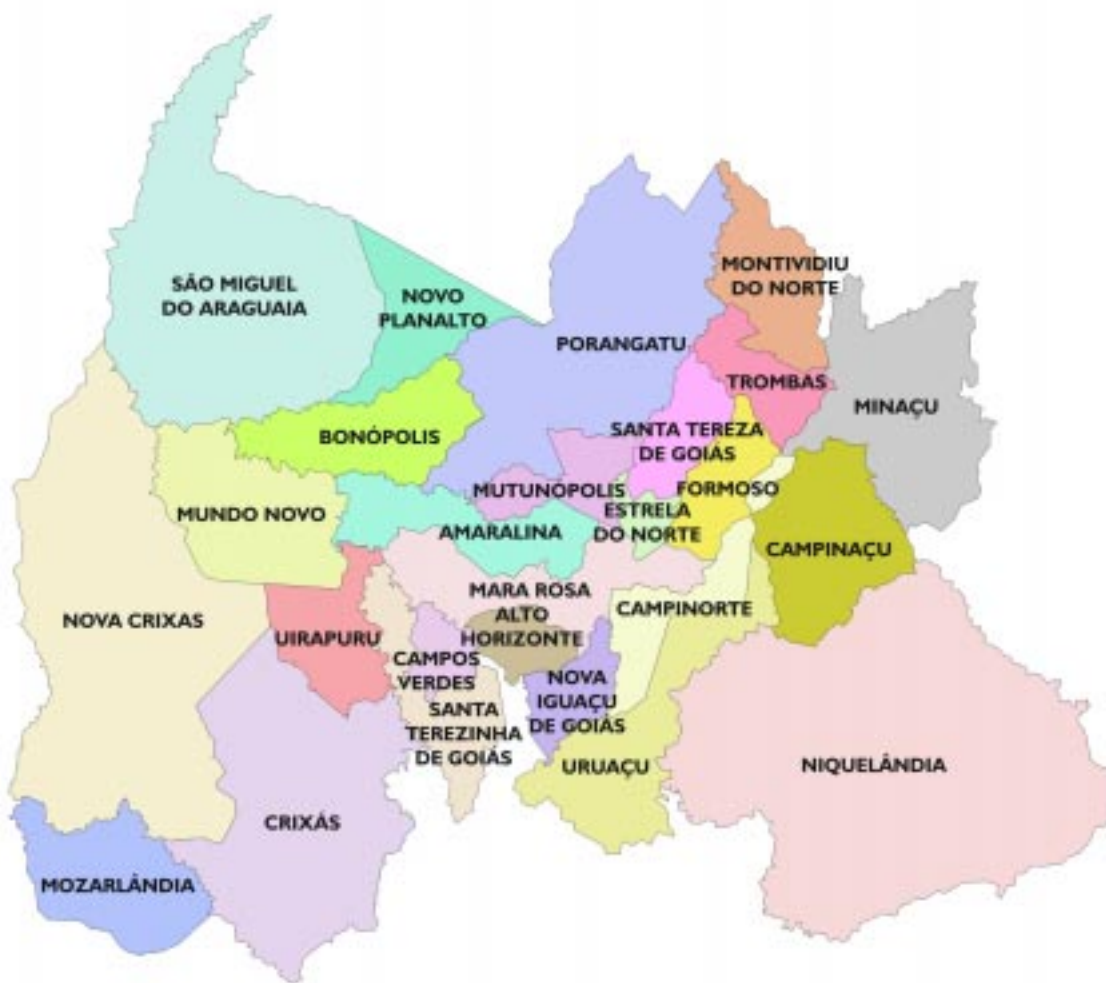 SÃO MIGUEL
DO ARAGUAIA
NOVO
PLANALTO
MONTIVIDIU
DO NORTE
PORANGATU
TROMBAS
MINAÇU
BONÓPOLIS
SANTA TEREZA
DE GOIÁS
MUTUNÓPOLIS
FORMOSO
ESTRELA
DO NORTE
MUNDO NOVO
AMARALINA
CAMPINAÇU
MARA ROSA
CAMPINORTE
NOVA CRIXAS
UIRAPURU
ALTO
HORIZONTE
CAMPOS
VERDES
NOVA
IGUAÇU
DE GOIÁS
SANTA
TEREZINHA
DE GOIÁS
URUAÇU
NIQUELÂNDIA
CRIXÁS
MOZARLÂNDIA